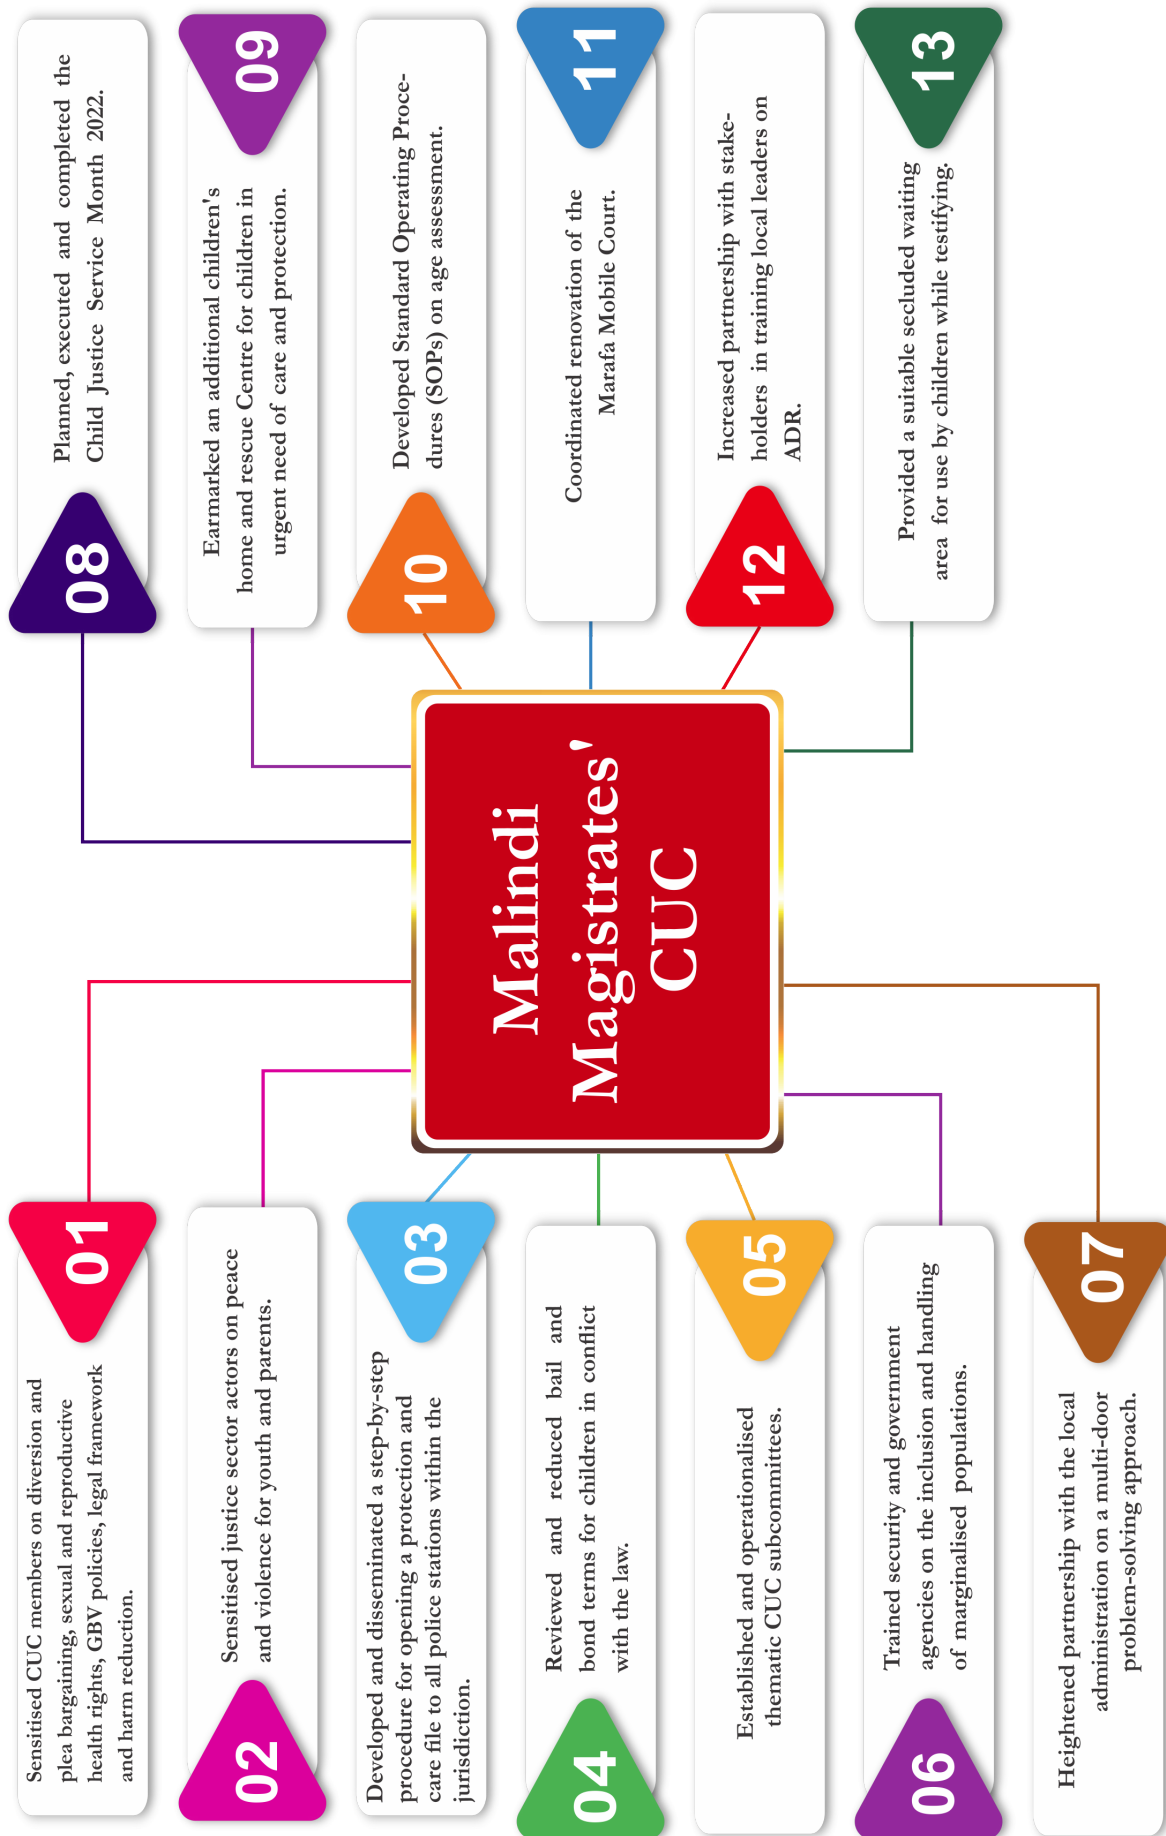 Malindi
Magistrates'
CUC
01
Sensitised CUC members on diversion and
plea bargaining, sexual and reproductive
health rights, GBV policies, legal framework
and harm reduction.
02
Sensitised justice sector actors on peace
and violence for youth and parents.
03
Developed and disseminated a step-by-step
procedure for opening a protection and
care file to all police stations within the
jurisdiction.
04
Reviewed and reduced bail and
bond terms for children in conflict
with the law.
05
Established and operationalised
thematic CUC subcommittees.
06
Trained security and government
agencies on the inclusion and handling
of marginalised populations.
07
Heightened partnership with the local
administration on a multi-door
problem-solving approach.
08
Planned, executed and completed the
Child Justice Service Month 2022.
09
Earmarked an additional children's
home and rescue Centre for children in
urgent need of care and protection.
10
Developed Standard Operating Proce-
dures (SOPs) on age assessment.
11
Coordinated renovation of the
Marafa Mobile Court.
12
Increased partnership with stake-
holders in training local leaders on
ADR.
13
Provided a suitable secluded waiting
area for use by children while testifying.